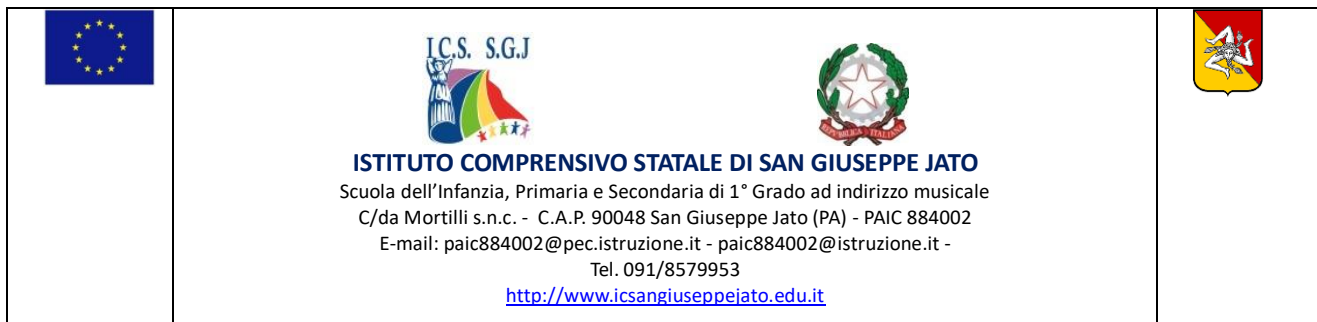 I.C.S. S.G.J
REPVBBLICA ITALIANA
ISTITUTO COMPRENSIVO STATALE DI SAN GIUSEPPE JATO
Scuola dell’Infanzia, Primaria e Secondaria di 1° Grado ad indirizzo musicale
C/da Mortilli s.n.c. - C.A.P. 90048 San Giuseppe Jato (PA) - PAIC 884002
E-mail: paic884002@pec.istruzione.it - paic884002@istruzione.it -
Tel. 091/8579953
http://www.icsangiuseppejato.edu.it